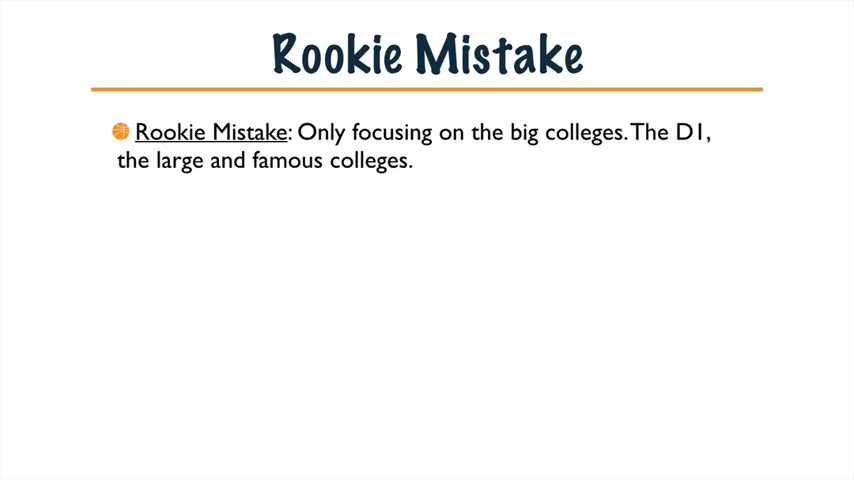 Rookie Mistake
Rookie Mistake: Only focusing on the big colleges. The D1,
the large and famous colleges.